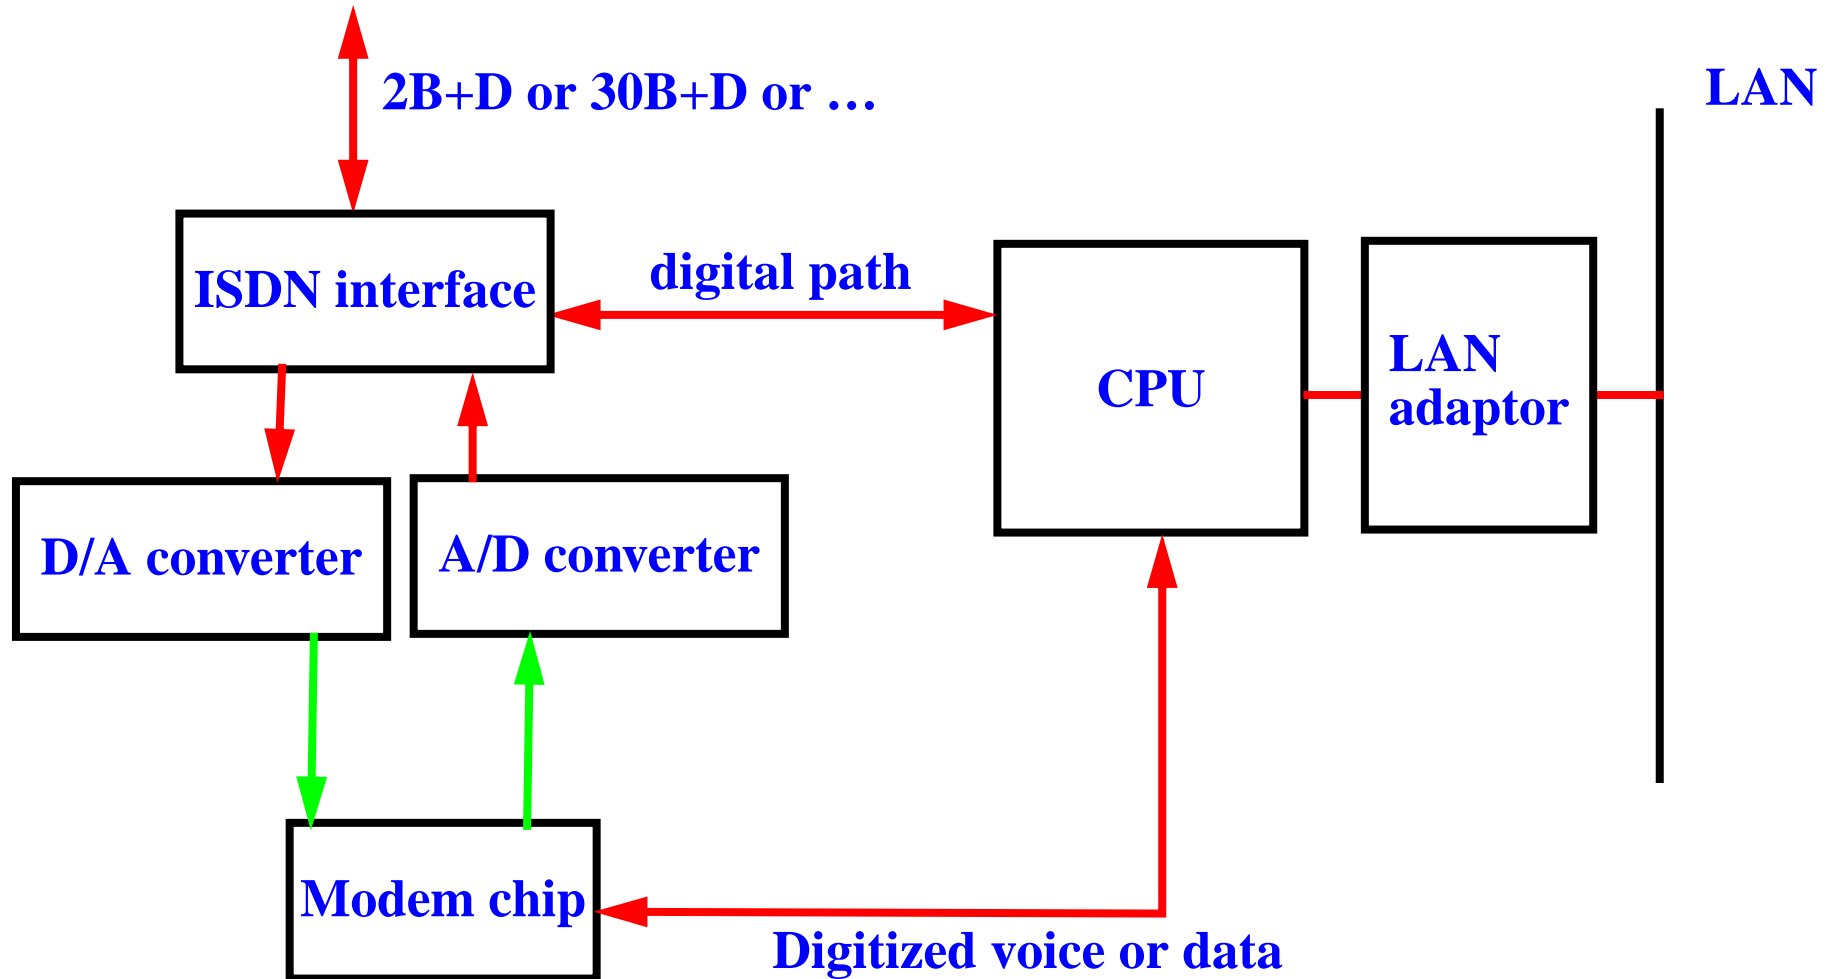 2B+D or 30B+D or …
LAN
ISDN interface
digital path
CPU
LAN
adaptor
D/A converter
A/D converter
Modem chip
Digitized voice or data